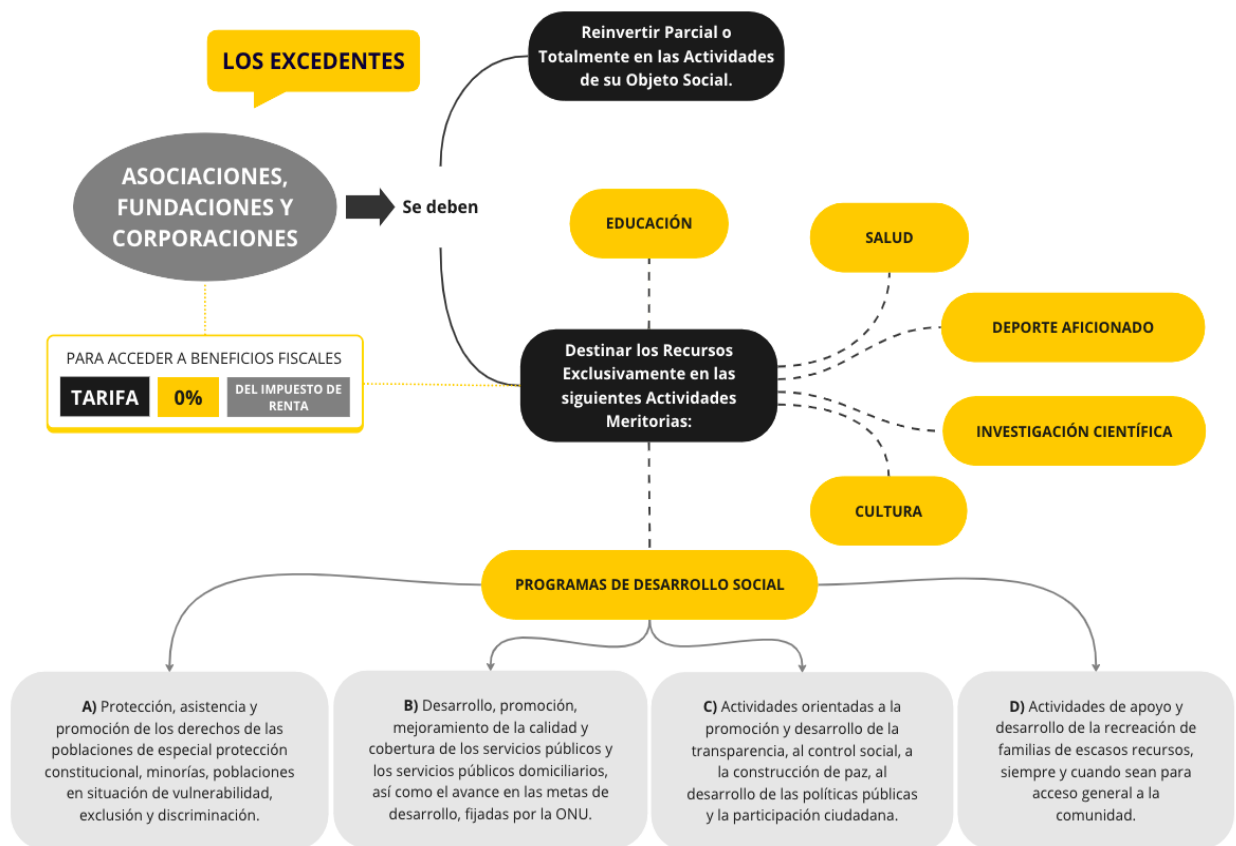 LOS EXCEDENTES
Reinvertir Parcial o
Totalmente en las Actividades
de su Objeto Social.
ASOCIACIONES,
FUNDACIONES Y
CORPORACIONES
Se deben
EDUCACIÓN
SALUD
DEPORTE AFICIONADO
PARA ACCEDER A BENEFICIOS FISCALES
TARIFA
0%
DEL IMPUESTO DE
RENTA
Destinar los Recursos
Exclusivamente en las
siguientes Actividades
Meritorias:
INVESTIGACIÓN CIENTÍFICA
CULTURA
PROGRAMAS DE DESARROLLO SOCIAL
A) Protección, asistencia y
promoción de los derechos de las
poblaciones de especial protección
constitucional, minorías, poblaciones
en situación de vulnerabilidad,
exclusión y discriminación.
B) Desarrollo, promoción,
mejoramiento de la calidad y
cobertura de los servicios públicos y
los servicios públicos domiciliarios,
así como el avance en las metas de
desarrollo, fijadas por la ONU.
C) Actividades orientadas a la
promoción y desarrollo de la
transparencia, al control social, a
la construcción de paz, al
desarrollo de las políticas públicas
y la participación ciudadana.
D) Actividades de apoyo y
desarrollo de la recreación de
familias de escasos recursos,
siempre y cuando sean para
acceso general a la
comunidad.